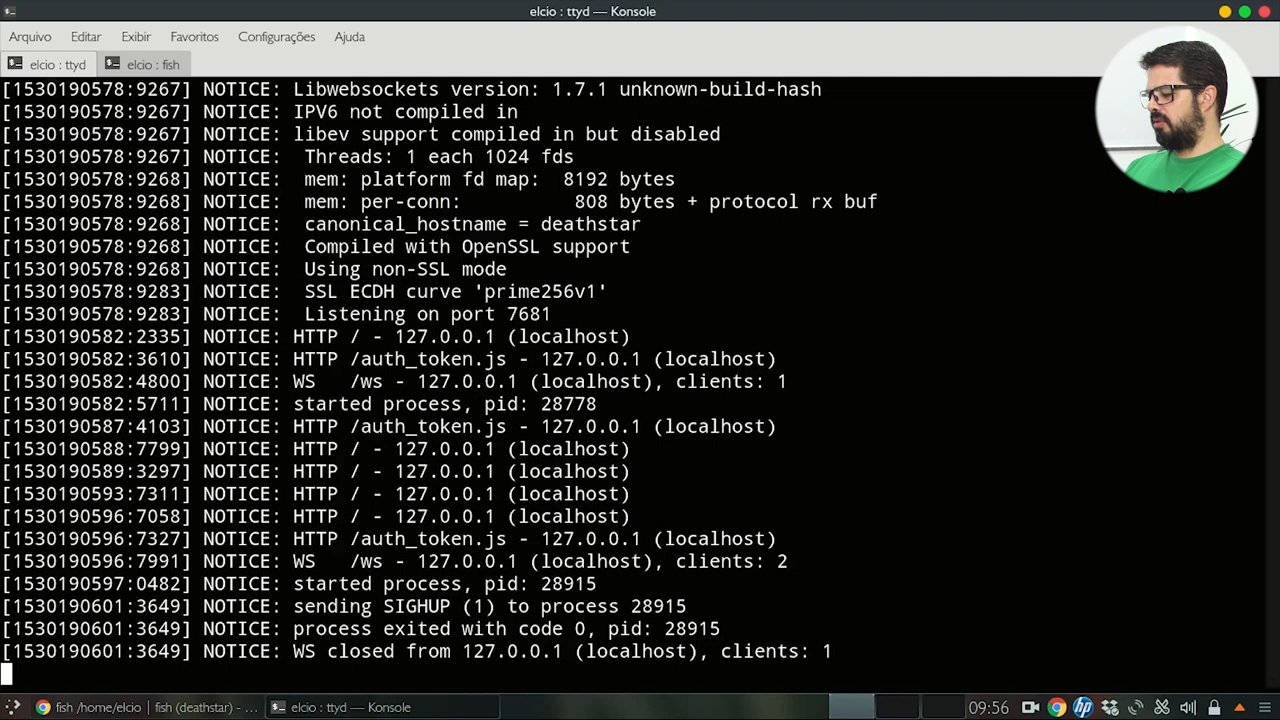 elcio : ttyd — Konsole
Arquivo Editar Exibir Favoritos Configurações Ajuda
elcio : ttyd elcio : fish
[1530190578:9267] NOTICE: Libwebsockets version: 1.7.1 unknown-build-hash
[1530190578:9267] NOTICE: IPV6 not compiled in
[1530190578:9267] NOTICE: libev support compiled in but disabled
[1530190578:9267] NOTICE:  Threads: 1 each 1024 fds
[1530190578:9268] NOTICE:  mem: platform fd map:  8192 bytes
[1530190578:9268] NOTICE:  mem: per-conn:          808 bytes + protocol rx buf
[1530190578:9268] NOTICE:  canonical_hostname = deathstar
[1530190578:9268] NOTICE:  Compiled with OpenSSL support
[1530190578:9268] NOTICE:  Using non-SSL mode
[1530190578:9283] NOTICE:  SSL ECDH curve 'prime256v1'
[1530190578:9283] NOTICE:  Listening on port 7681
[1530190582:2335] NOTICE: HTTP / - 127.0.0.1 (localhost)
[1530190582:3610] NOTICE: HTTP /auth_token.js - 127.0.0.1 (localhost)
[1530190582:4800] NOTICE: WS   /ws - 127.0.0.1 (localhost), clients: 1
[1530190582:5711] NOTICE: started process, pid: 28778
[1530190587:4103] NOTICE: HTTP /auth_token.js - 127.0.0.1 (localhost)
[1530190588:7799] NOTICE: HTTP / - 127.0.0.1 (localhost)
[1530190589:3297] NOTICE: HTTP / - 127.0.0.1 (localhost)
[1530190593:7311] NOTICE: HTTP / - 127.0.0.1 (localhost)
[1530190596:7058] NOTICE: HTTP / - 127.0.0.1 (localhost)
[1530190596:7327] NOTICE: HTTP /auth_token.js - 127.0.0.1 (localhost)
[1530190596:7991] NOTICE: WS   /ws - 127.0.0.1 (localhost), clients: 2
[1530190597:0482] NOTICE: started process, pid: 28915
[1530190601:3649] NOTICE: sending SIGHUP (1) to process 28915
[1530190601:3649] NOTICE: process exited with code 0, pid: 28915
[1530190601:3649] NOTICE: WS closed from 127.0.0.1 (localhost), clients: 1
fish /home/elcio | fish (deathstar) - ... elcio : ttyd — Konsole 09:56 hp